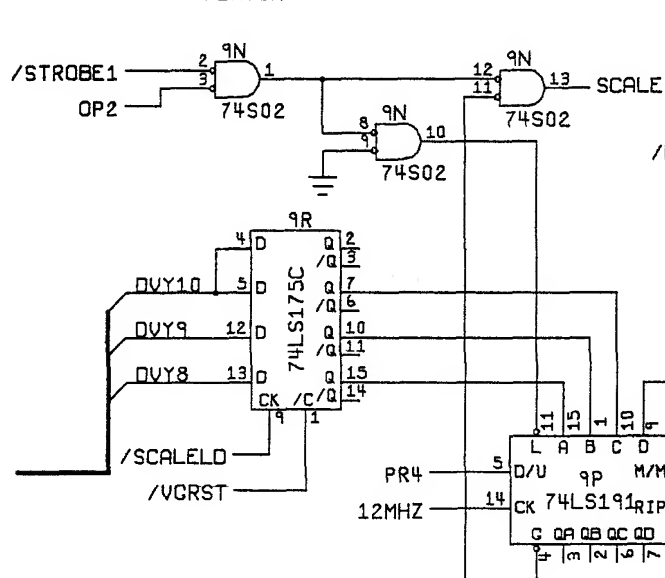 9N
9N
/STROBE1 2 1 12 13 SCALE
OP2 3 11
74S02
74S02
9N
8 10
9
74S02
9R
4 D Q 2
/Q 3
DVY10 5 D Q 7
/Q 6
DVY9 12 D Q 10
/Q 11
DVY8 13 D Q 15
/Q 14
74LS175C
CK /C
9 1
/SCALELD
/VGRST
11 15 1 10 9
L A B C D
PR4 5 D/U 9P M/M
12MHZ 14 CK 74LS191 RIP
G QA QB QC QD
4 3 2 6 7